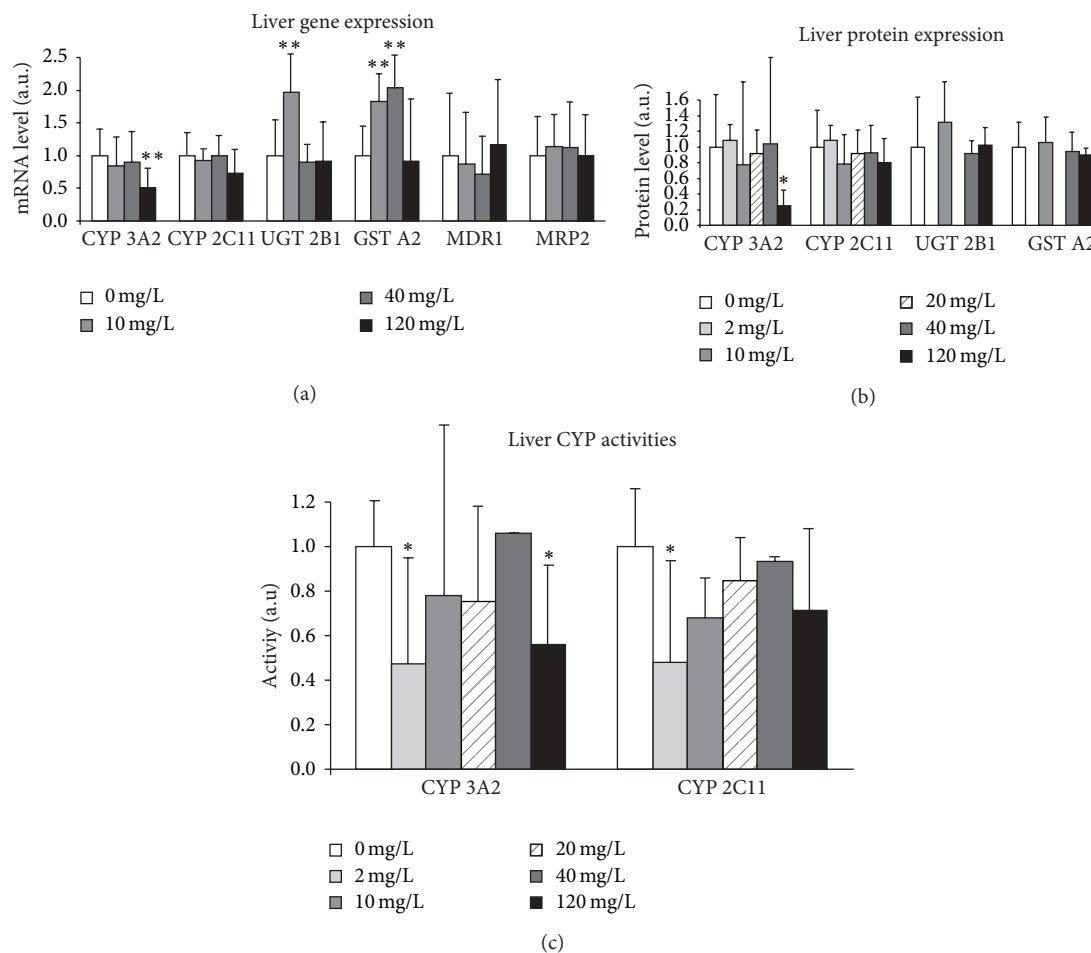 Liver gene expression
mRNA level (a.u.)
2.5
2.0
1.5
1.0
0.5
0.0
** ** **
**
CYP 3A2 CYP 2C11 UGT 2B1 GST A2 MDR1 MRP2
0 mg/L 40 mg/L
10 mg/L 120 mg/L
(a)
Liver protein expression
Protein level (a.u.)
1.6
1.4
1.2
1.0
0.8
0.6
0.4
0.2
0
*
CYP 3A2 CYP 2C11 UGT 2B1 GST A2
0 mg/L 20 mg/L
2 mg/L 40 mg/L
10 mg/L 120 mg/L
(b)
Liver CYP activities
Activiy (a.u)
1.2
1.0
0.8
0.6
0.4
0.2
0.0
* * *
CYP 3A2 CYP 2C11
0 mg/L 20 mg/L
2 mg/L 40 mg/L
10 mg/L 120 mg/L
(c)